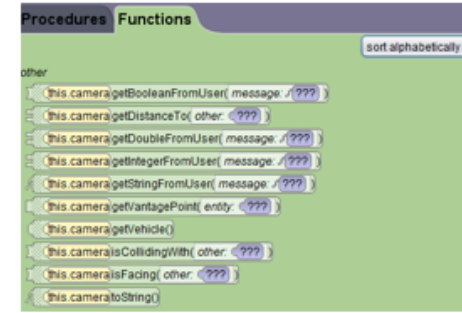 Procedures Functions
sort alphabetically
other
this.camera getBooleanFromUser( message: ??? )
this.camera getDistanceTo( other: ??? )
this.camera getDoubleFromUser( message: ??? )
this.camera getIntegerFromUser( message: ??? )
this.camera getStringFromUser( message: ??? )
this.camera getVantagePoint( entity: ??? )
this.camera getVehicle()
this.camera isCollidingWith( other: ??? )
this.camera isFacing( other: ??? )
this.camera toString()